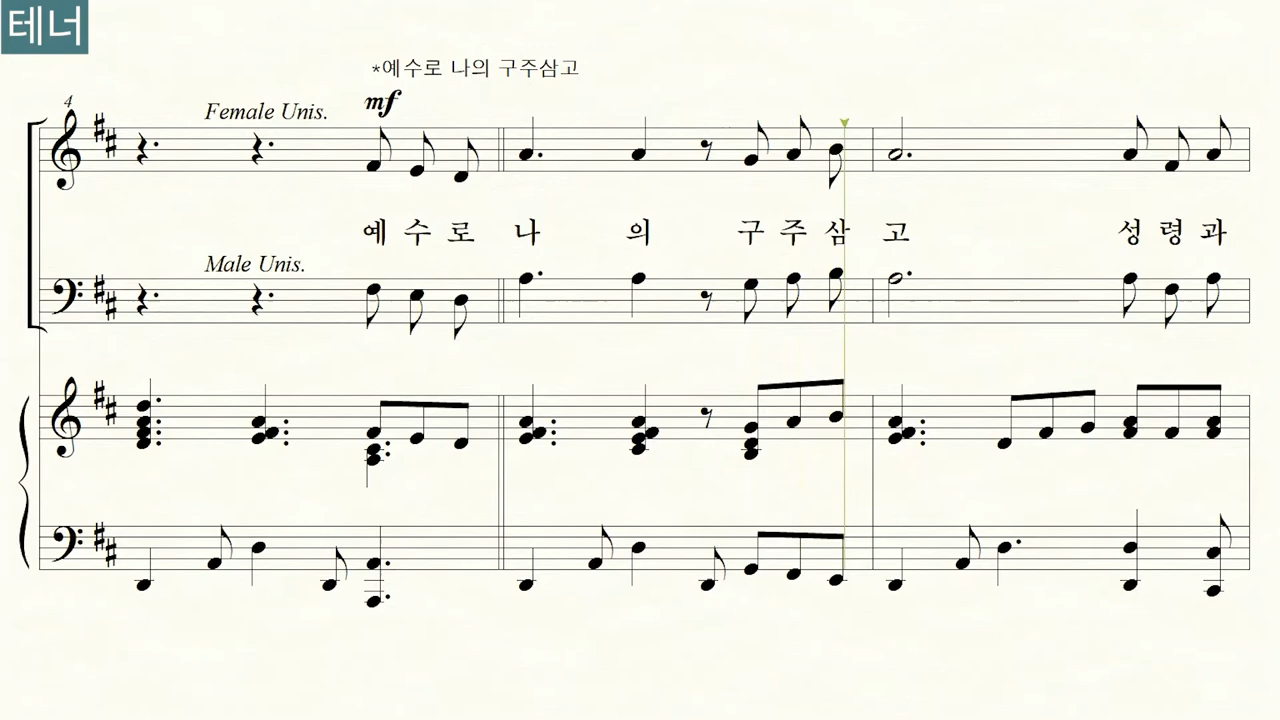 테너
*예수로 나의 구주삼고
4
mf
Female Unis.
예 수 로 나 의 구 주 삼 고 성 령 과
Male Unis.